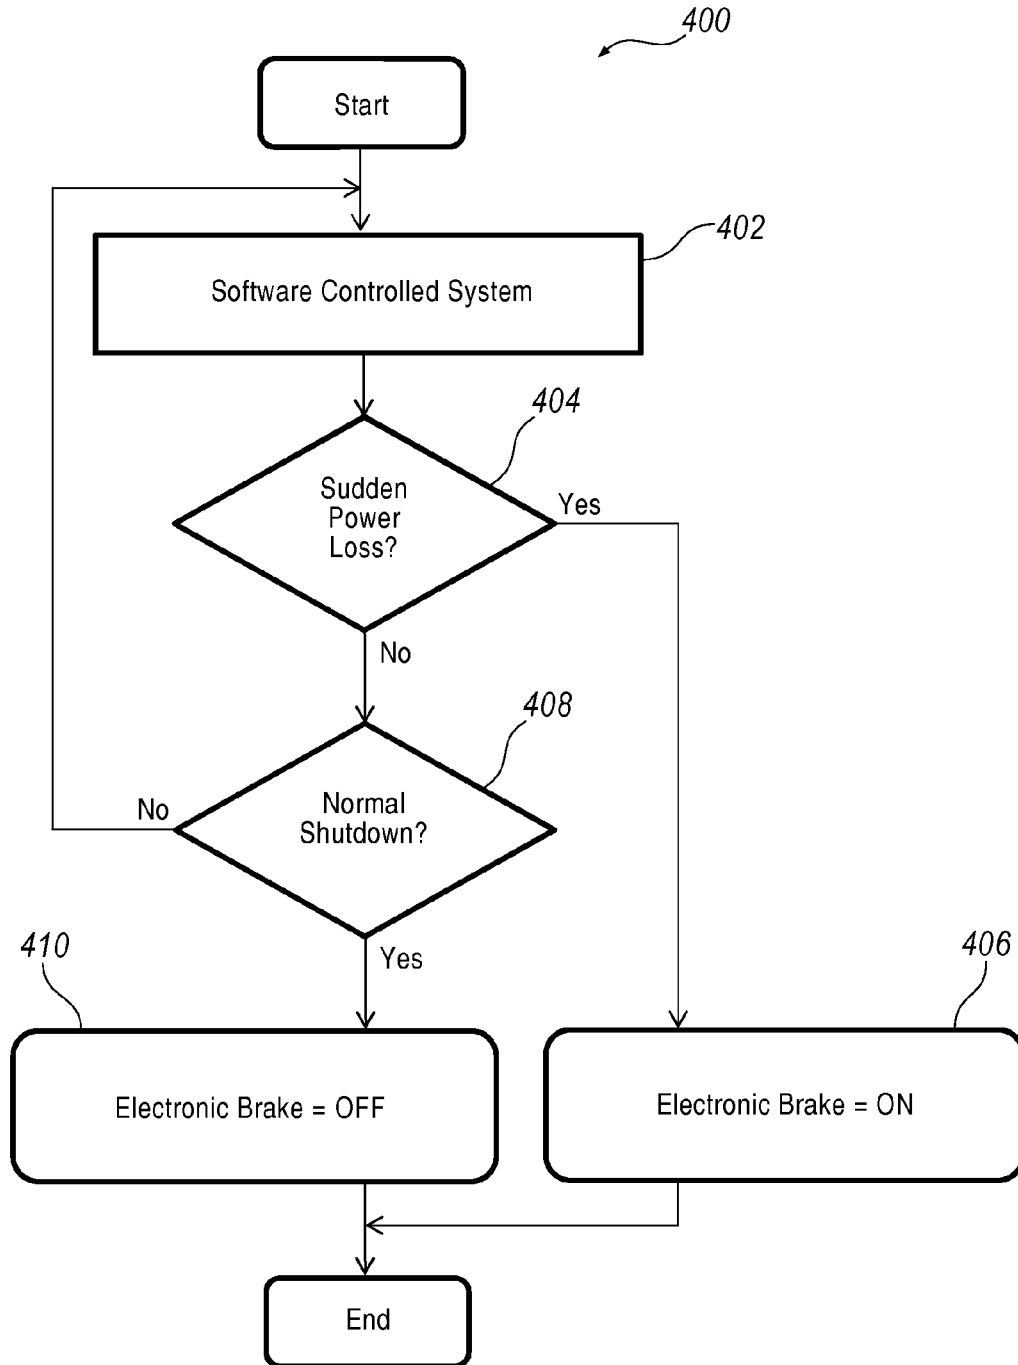 400
Start
402
Software Controlled System
404
Sudden
Power
Loss?
Yes
No
408
Normal
Shutdown?
No
Yes
410
406
Electronic Brake = OFF
Electronic Brake = ON
End